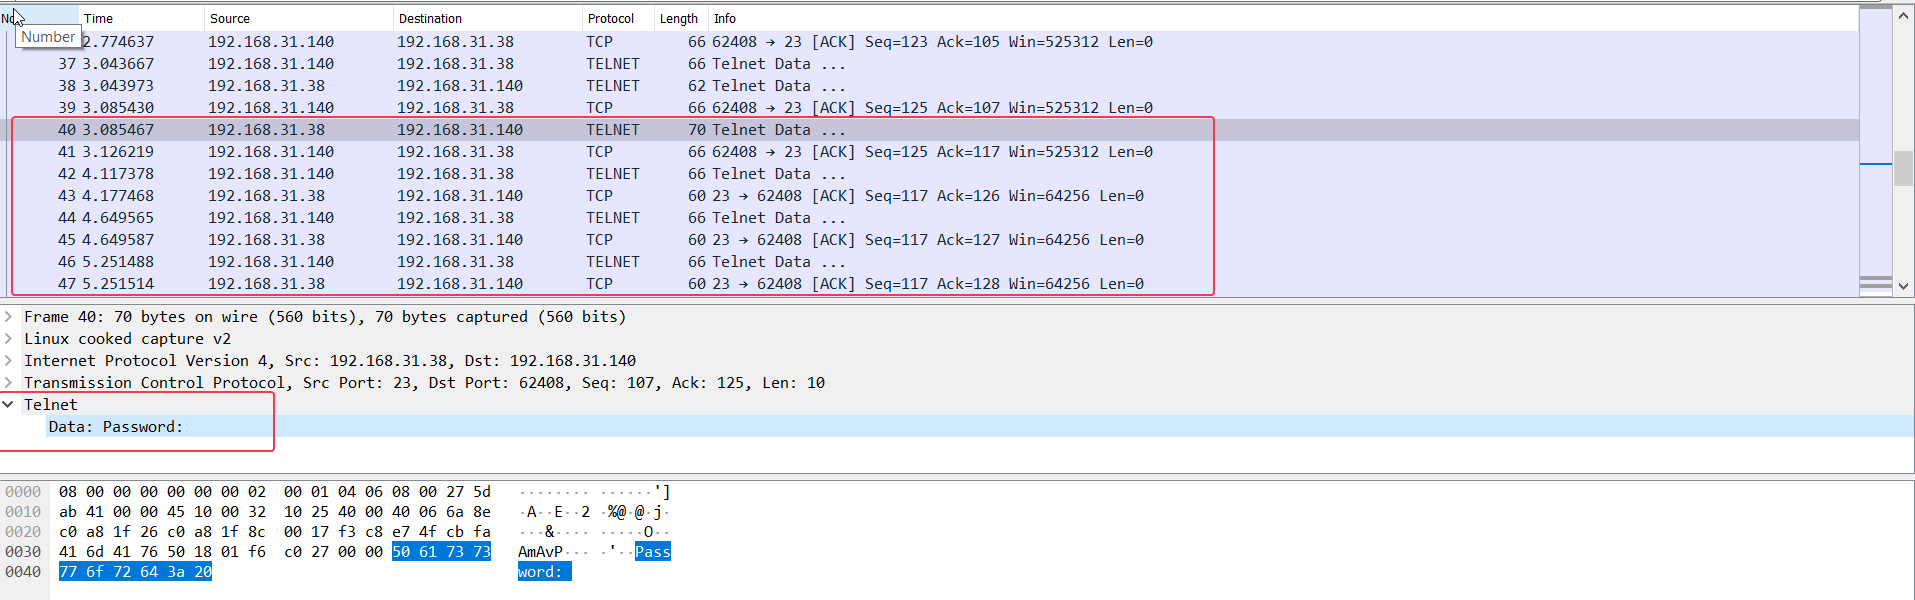 No. Time Source Destination Protocol Length Info
Number
2.774637 192.168.31.140 192.168.31.38 TCP 66 62408 → 23 [ACK] Seq=123 Ack=105 Win=525312 Len=0
37 3.043667 192.168.31.140 192.168.31.38 TELNET 66 Telnet Data ...
38 3.043973 192.168.31.38 192.168.31.140 TELNET 62 Telnet Data ...
39 3.085430 192.168.31.140 192.168.31.38 TCP 66 62408 → 23 [ACK] Seq=125 Ack=107 Win=525312 Len=0
40 3.085467 192.168.31.38 192.168.31.140 TELNET 70 Telnet Data ...
41 3.126219 192.168.31.140 192.168.31.38 TCP 66 62408 → 23 [ACK] Seq=125 Ack=117 Win=525312 Len=0
42 4.117378 192.168.31.140 192.168.31.38 TELNET 66 Telnet Data ...
43 4.177468 192.168.31.38 192.168.31.140 TCP 60 23 → 62408 [ACK] Seq=117 Ack=126 Win=64256 Len=0
44 4.649565 192.168.31.140 192.168.31.38 TELNET 66 Telnet Data ...
45 4.649587 192.168.31.38 192.168.31.140 TCP 60 23 → 62408 [ACK] Seq=117 Ack=127 Win=64256 Len=0
46 5.251488 192.168.31.140 192.168.31.38 TELNET 66 Telnet Data ...
47 5.251514 192.168.31.38 192.168.31.140 TCP 60 23 → 62408 [ACK] Seq=117 Ack=128 Win=64256 Len=0
Frame 40: 70 bytes on wire (560 bits), 70 bytes captured (560 bits)
Linux cooked capture v2
Internet Protocol Version 4, Src: 192.168.31.38, Dst: 192.168.31.140
Transmission Control Protocol, Src Port: 23, Dst Port: 62408, Seq: 107, Ack: 125, Len: 10
Telnet
Data: Password:
0000 08 00 00 00 00 00 00 02 00 01 04 06 08 00 27 5d ········ ······']
0010 ab 41 00 00 45 10 00 32 10 25 40 00 40 06 6a 8e ·A··E··2 ·%@·@·j·
0020 c0 a8 1f 26 c0 a8 1f 8c 00 17 f3 c8 e7 4f cb fa ···&···· ·····O··
0030 41 6d 41 76 50 18 01 f6 c0 27 00 00 50 61 73 73 AmAvP··· ·'··Pass
0040 77 6f 72 64 3a 20 word: